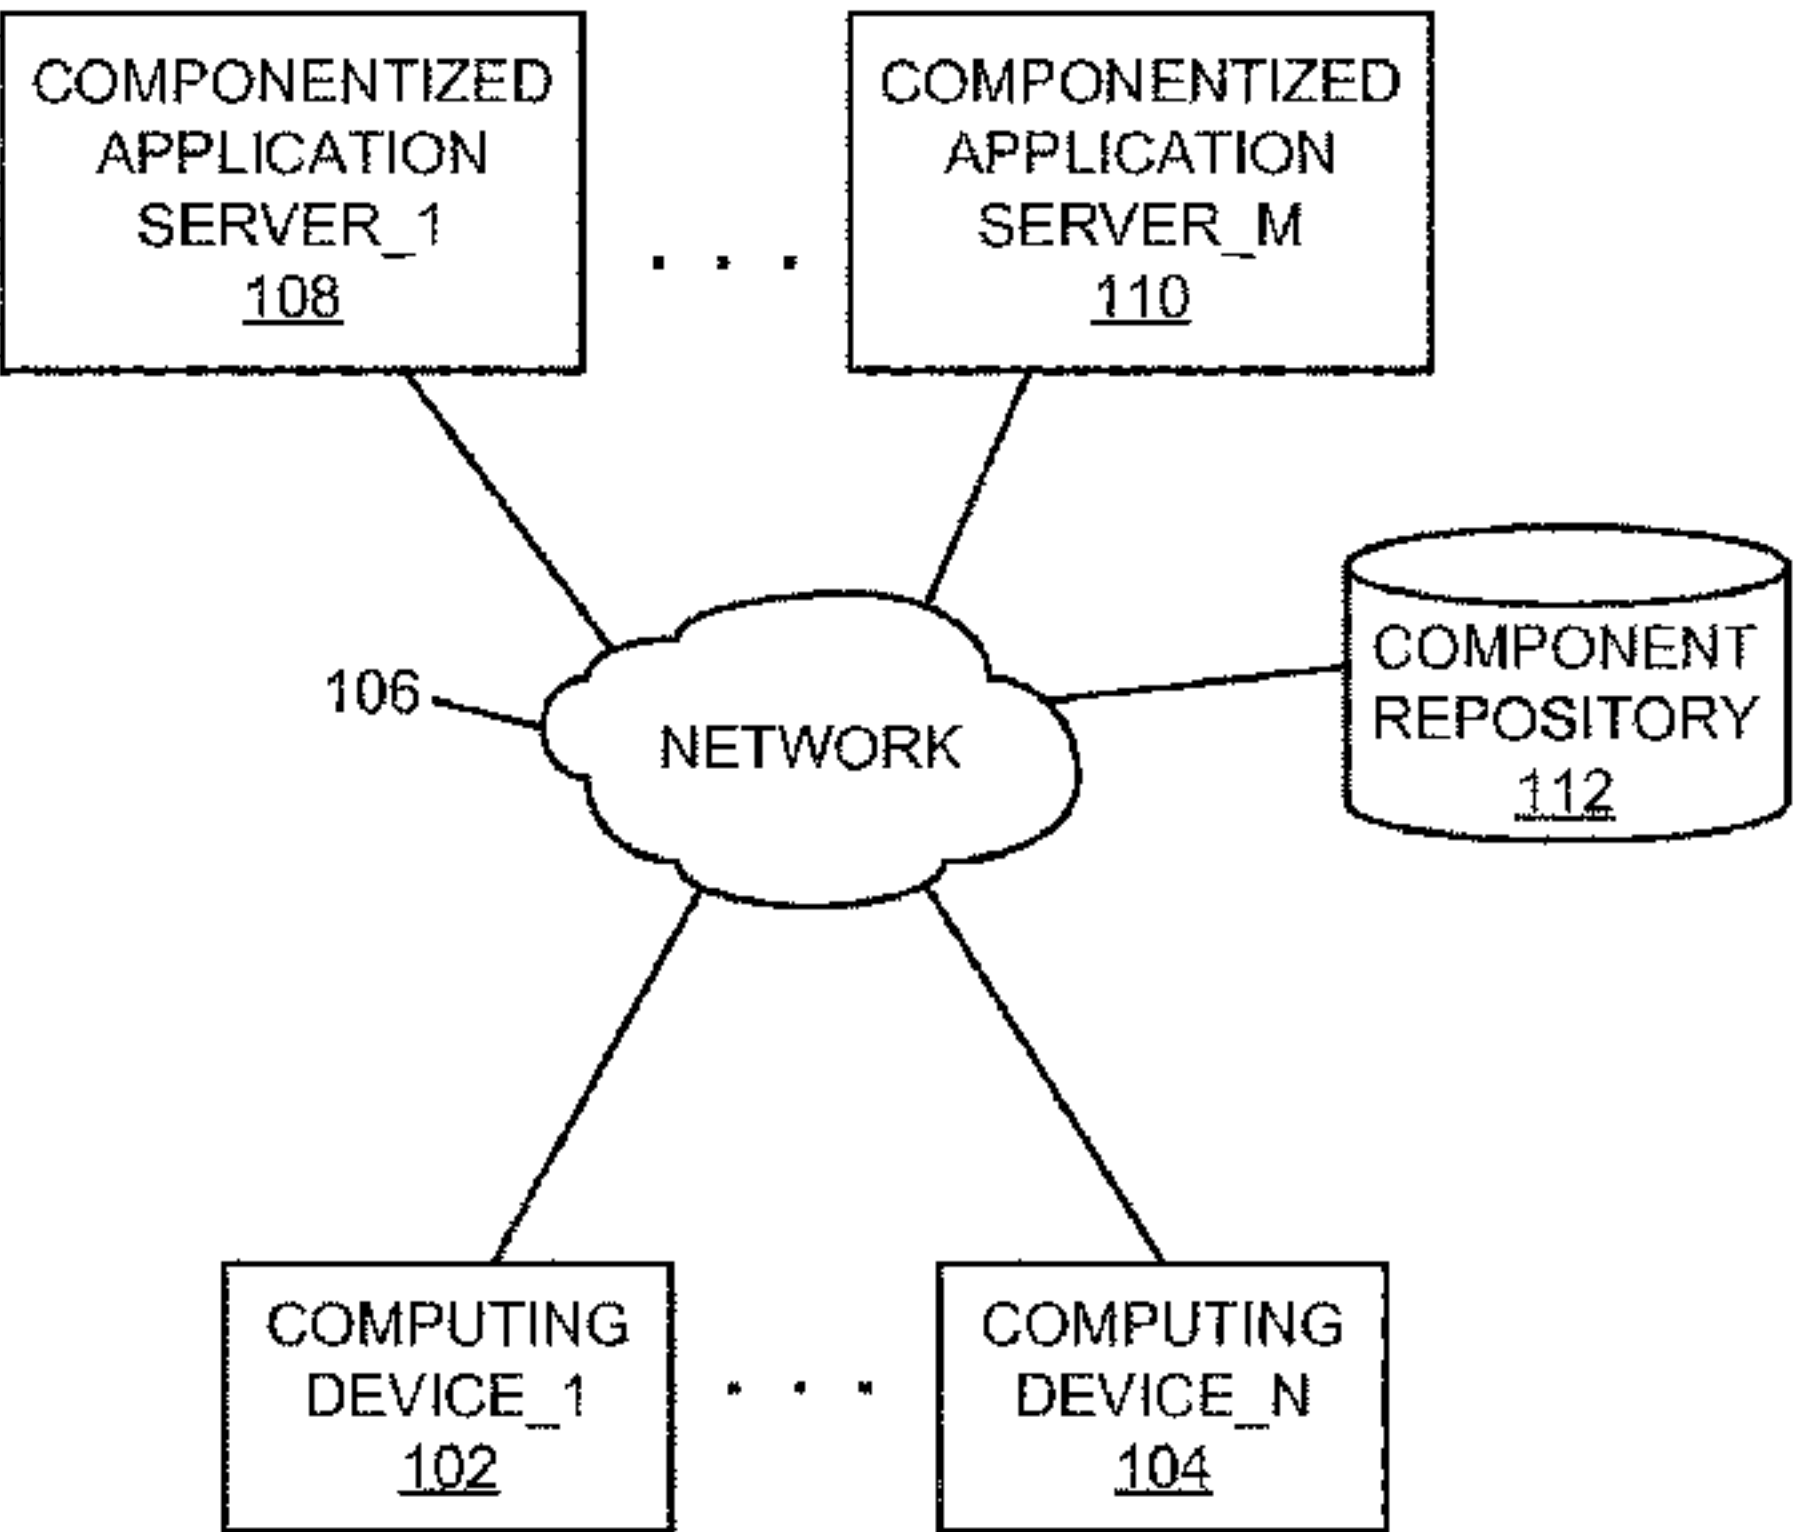 COMPONENTIZED
APPLICATION
SERVER_1
108
. . .
COMPONENTIZED
APPLICATION
SERVER_M
110
106
NETWORK
COMPONENT
REPOSITORY
112
COMPUTING
DEVICE_1
102
. . .
COMPUTING
DEVICE_N
104